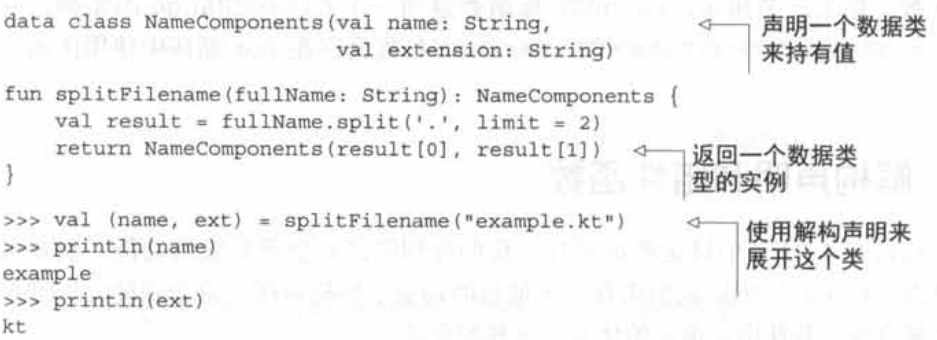 data class NameComponents(val name: String,
声明一个数据类
来持有值
val extension: String)
fun splitFilename(fullName: String): NameComponents {
val result = fullName.split('.', limit = 2)
return NameComponents(result[0], result[1])
返回一个数据类
型的实例
}
>>> val (name, ext) = splitFilename("example.kt")
使用解构声明来
展开这个类
>>> println(name)
example
>>> println(ext)
kt